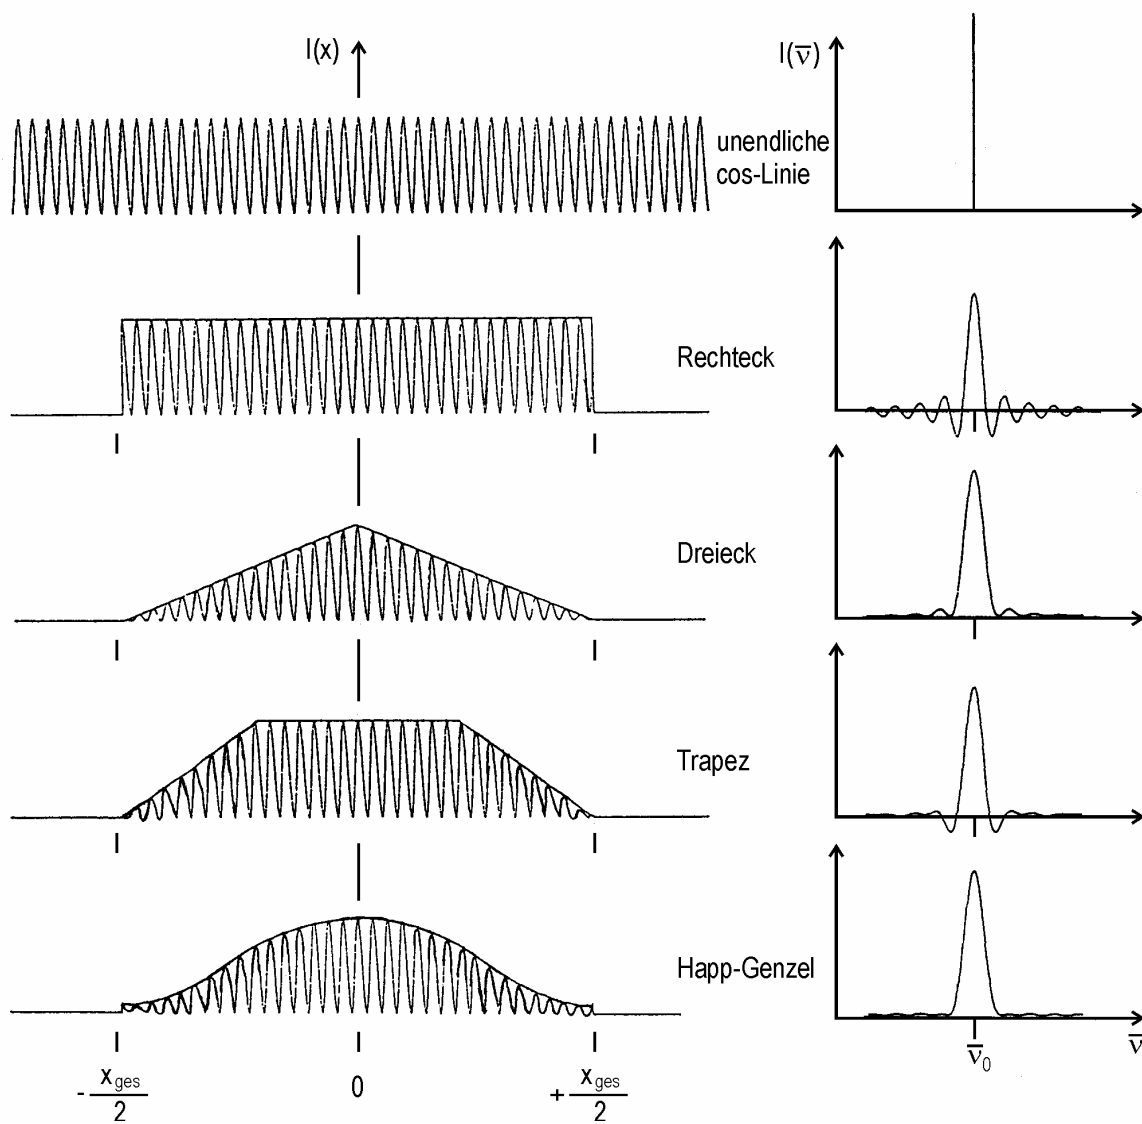 I(x)
I(ν̅)
unendliche
cos-Linie
Rechteck
Dreieck
Trapez
Happ-Genzel
ν̅
ν̅₀
- x_ges/2
0
+ x_ges/2